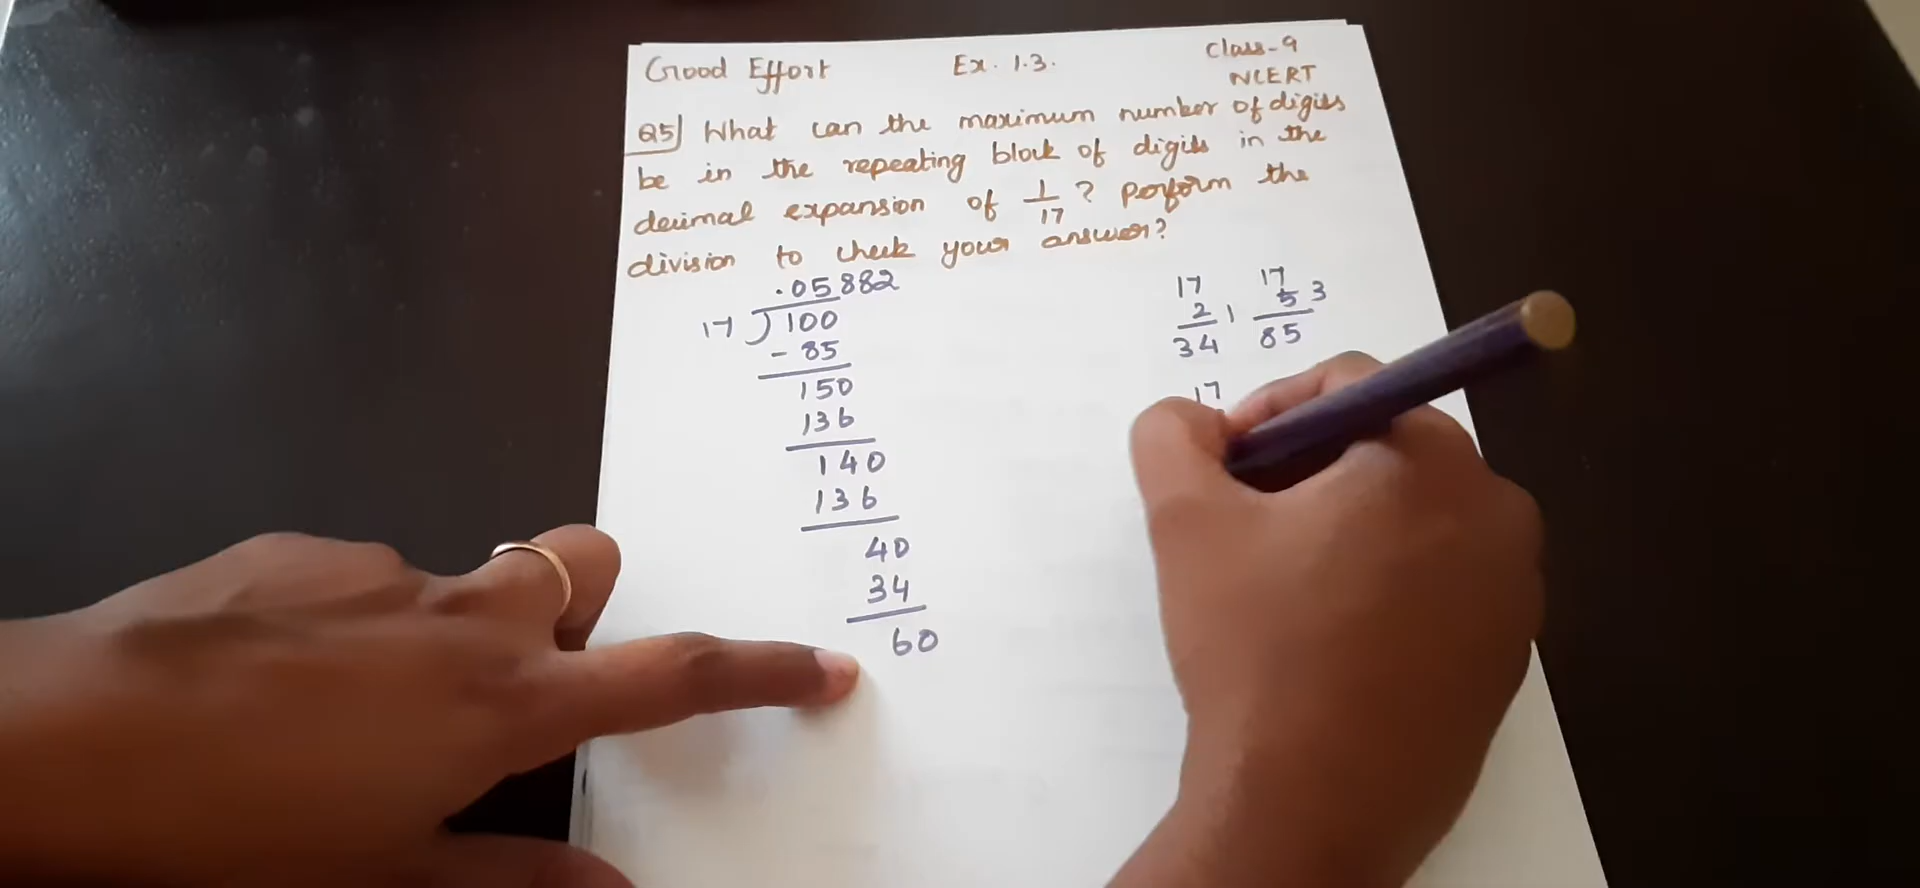 Good Effort Ex. 1.3. Class-9
NCERT
Q5) What can the maximum number of digits
be in the repeating block of digits in the
decimal expansion of 1/17 ? Perform the
division to check your answer?
.05882
17 ) 100
- 85
150
136
140
136
40
34
60
17
2 1
34
17
5 3
85
17